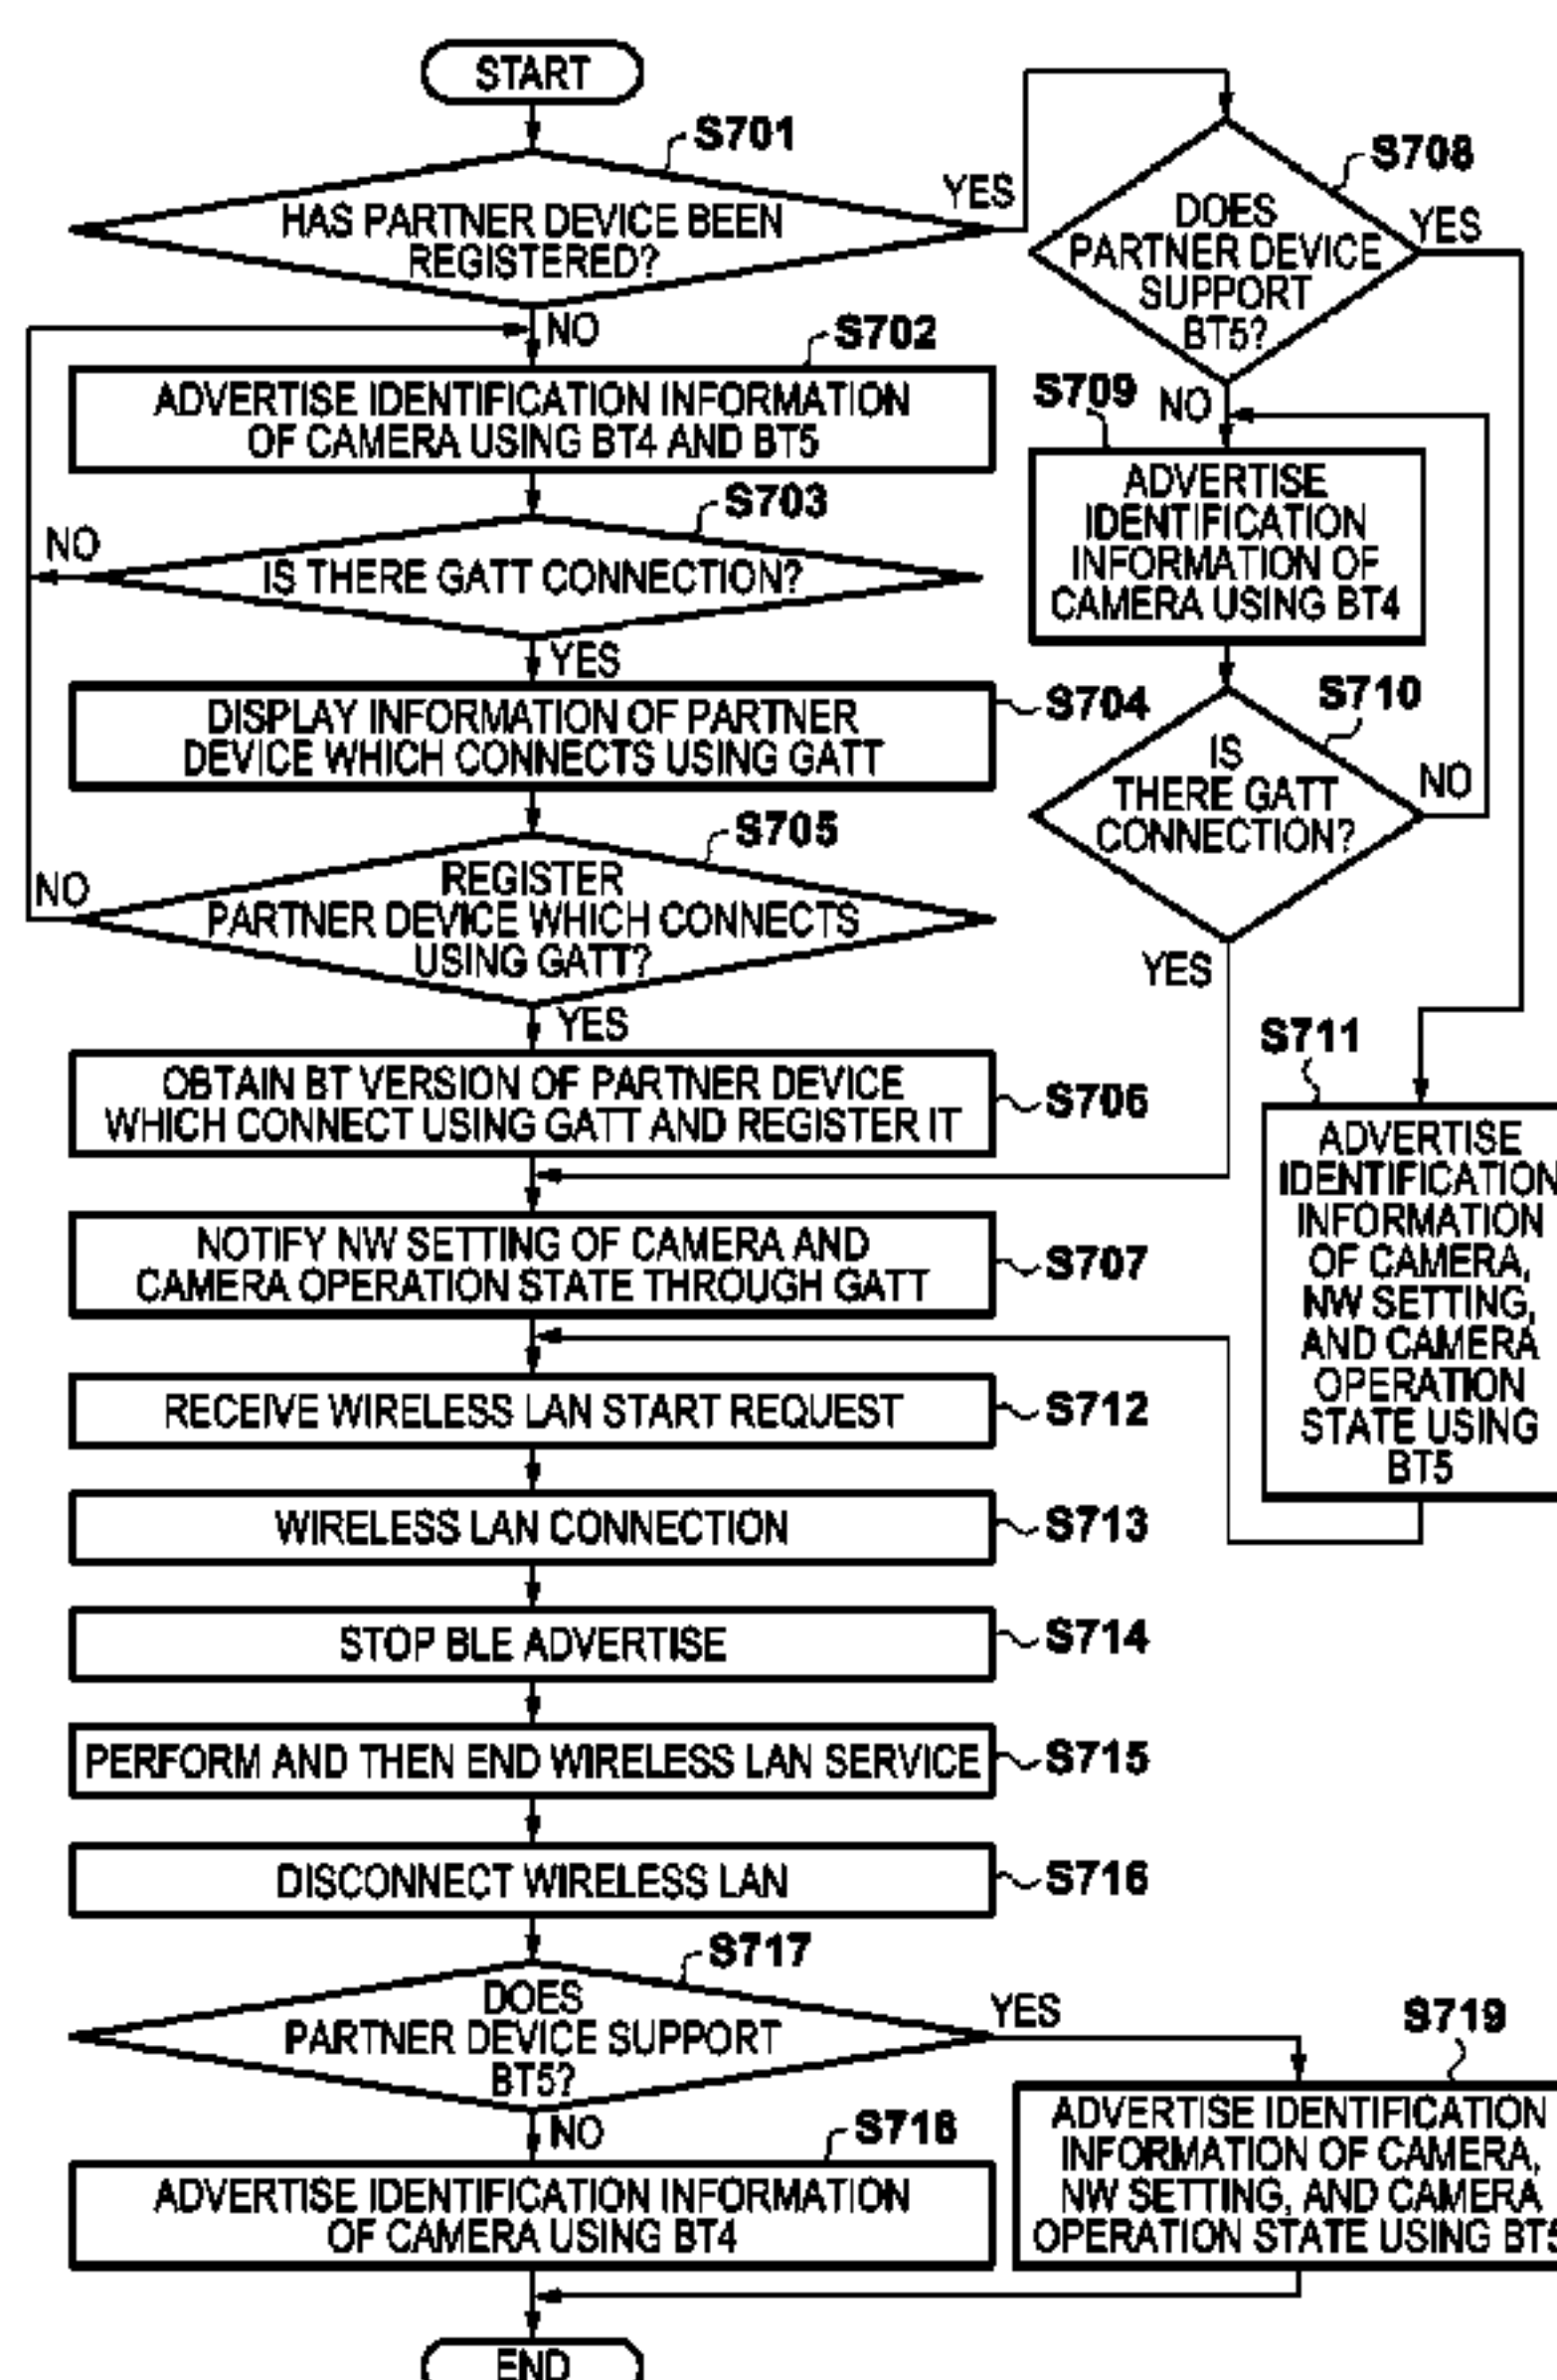 START
S701
HAS PARTNER DEVICE BEEN
REGISTERED?
YES
NO
S702
ADVERTISE IDENTIFICATION INFORMATION
OF CAMERA USING BT4 AND BT5
S703
IS THERE GATT CONNECTION?
NO
YES
DISPLAY INFORMATION OF PARTNER
DEVICE WHICH CONNECTS USING GATT
S704
S705
REGISTER
PARTNER DEVICE WHICH CONNECTS
USING GATT?
NO
YES
OBTAIN BT VERSION OF PARTNER DEVICE
WHICH CONNECT USING GATT AND REGISTER IT
S706
NOTIFY NW SETTING OF CAMERA AND
CAMERA OPERATION STATE THROUGH GATT
S707
S708
DOES
PARTNER DEVICE
SUPPORT
BT5?
YES
NO
S709
ADVERTISE
IDENTIFICATION
INFORMATION OF
CAMERA USING BT4
S710
IS
THERE GATT
CONNECTION?
NO
YES
S711
ADVERTISE
IDENTIFICATION
INFORMATION
OF CAMERA,
NW SETTING,
AND CAMERA
OPERATION
STATE USING
BT5
RECEIVE WIRELESS LAN START REQUEST
S712
WIRELESS LAN CONNECTION
S713
STOP BLE ADVERTISE
S714
PERFORM AND THEN END WIRELESS LAN SERVICE
S715
DISCONNECT WIRELESS LAN
S716
S717
DOES
PARTNER DEVICE SUPPORT
BT5?
YES
NO
S718
ADVERTISE IDENTIFICATION INFORMATION
OF CAMERA USING BT4
S719
ADVERTISE IDENTIFICATION
INFORMATION OF CAMERA,
NW SETTING, AND CAMERA
OPERATION STATE USING BT5
END